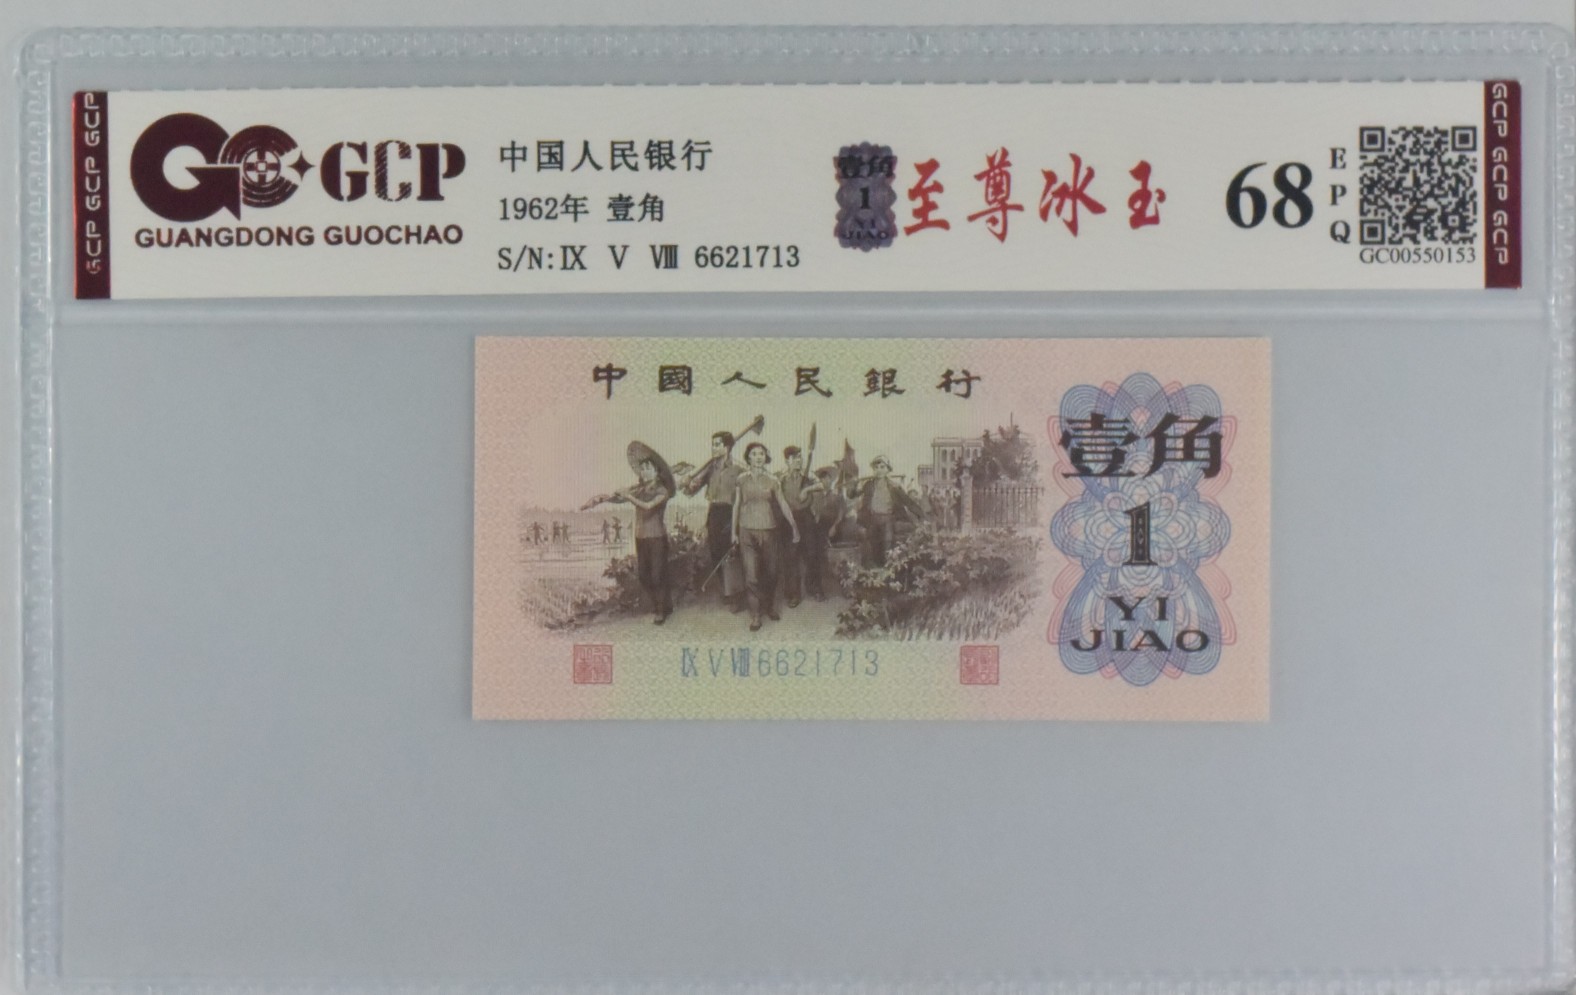 GCP GCP GCP
GCP
GUANGDONG GUOCHAO
中国人民银行
1962年 壹角
S/N:Ⅸ Ⅴ Ⅷ 6621713
壹角
1
YI
JIAO
至尊冰玉
68
EPQ
GC00550153
GCP GCP GCP
中國人民銀行
壹角
1
YI
JIAO
Ⅸ Ⅴ Ⅷ 6621713